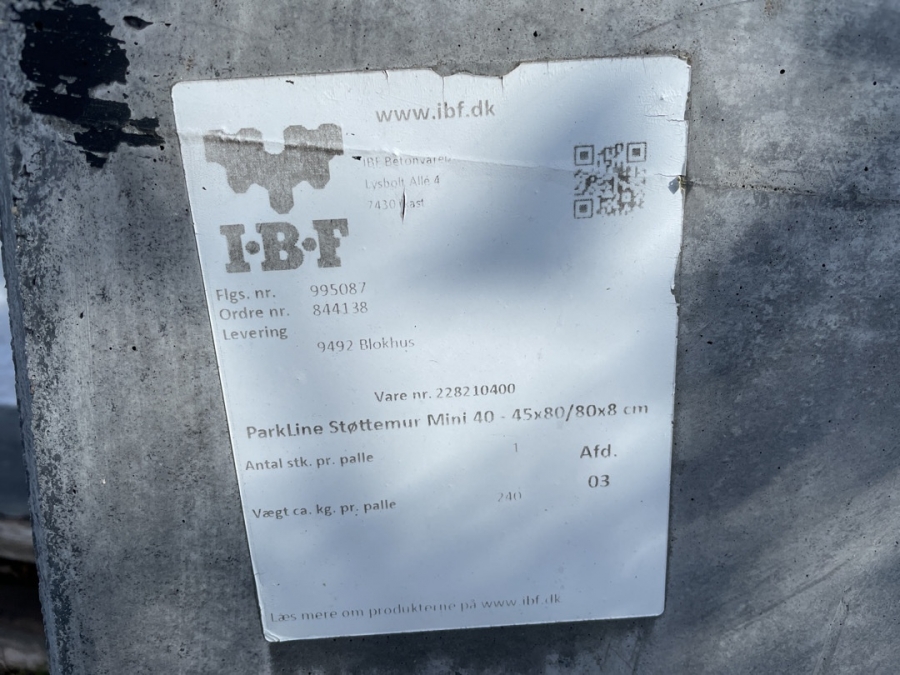 www.ibf.dk
IBF Betonvarer
Lysholt Allé 4
7430 Ikast
I·B·F
Flgs. nr. 995087
Ordre nr. 844138
Levering
9492 Blokhus
Vare nr. 228210400
ParkLine Støttemur Mini 40 - 45x80/80x8 cm
Antal stk. pr. palle 1 Afd.
03
Vægt ca. kg. pr. palle 240
Læs mere om produkterne på www.ibf.dk